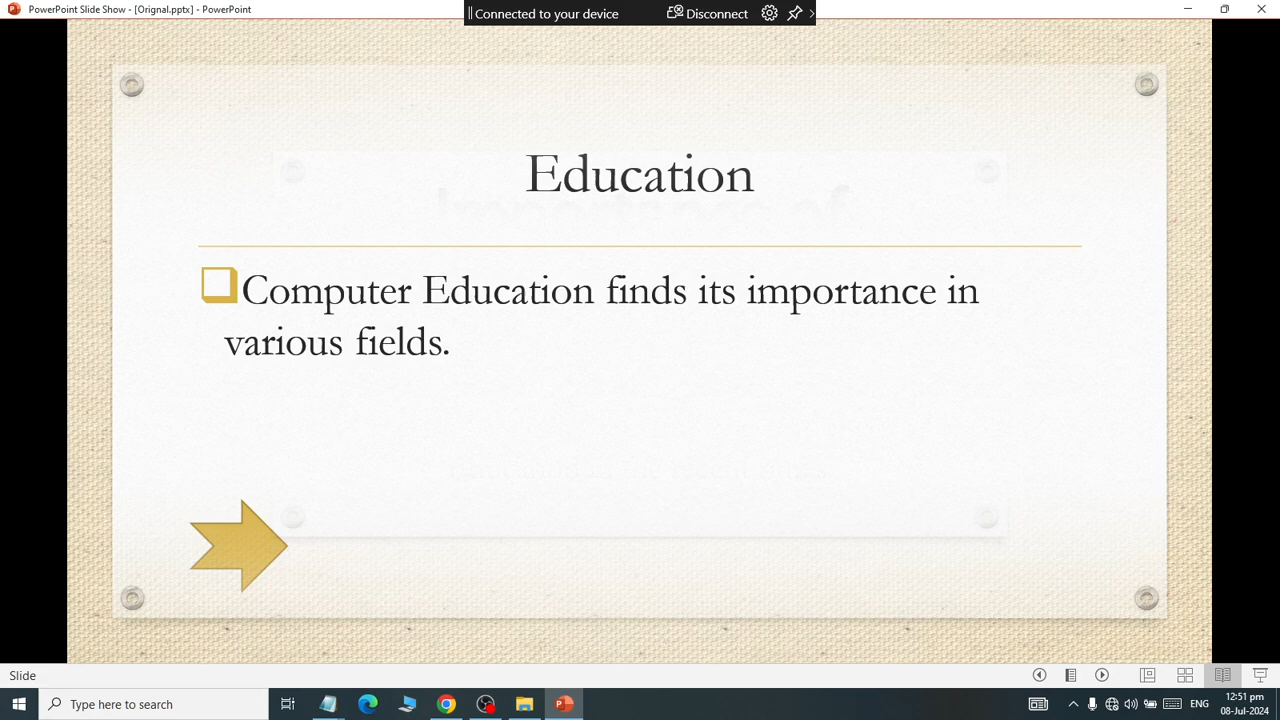 PowerPoint Slide Show - [Orignal.pptx] - PowerPoint
Connected to your device
Disconnect
Education
Computer Education finds its importance in
various fields.
Slide
Type here to search
ENG
12:51 pm
08-Jul-2024